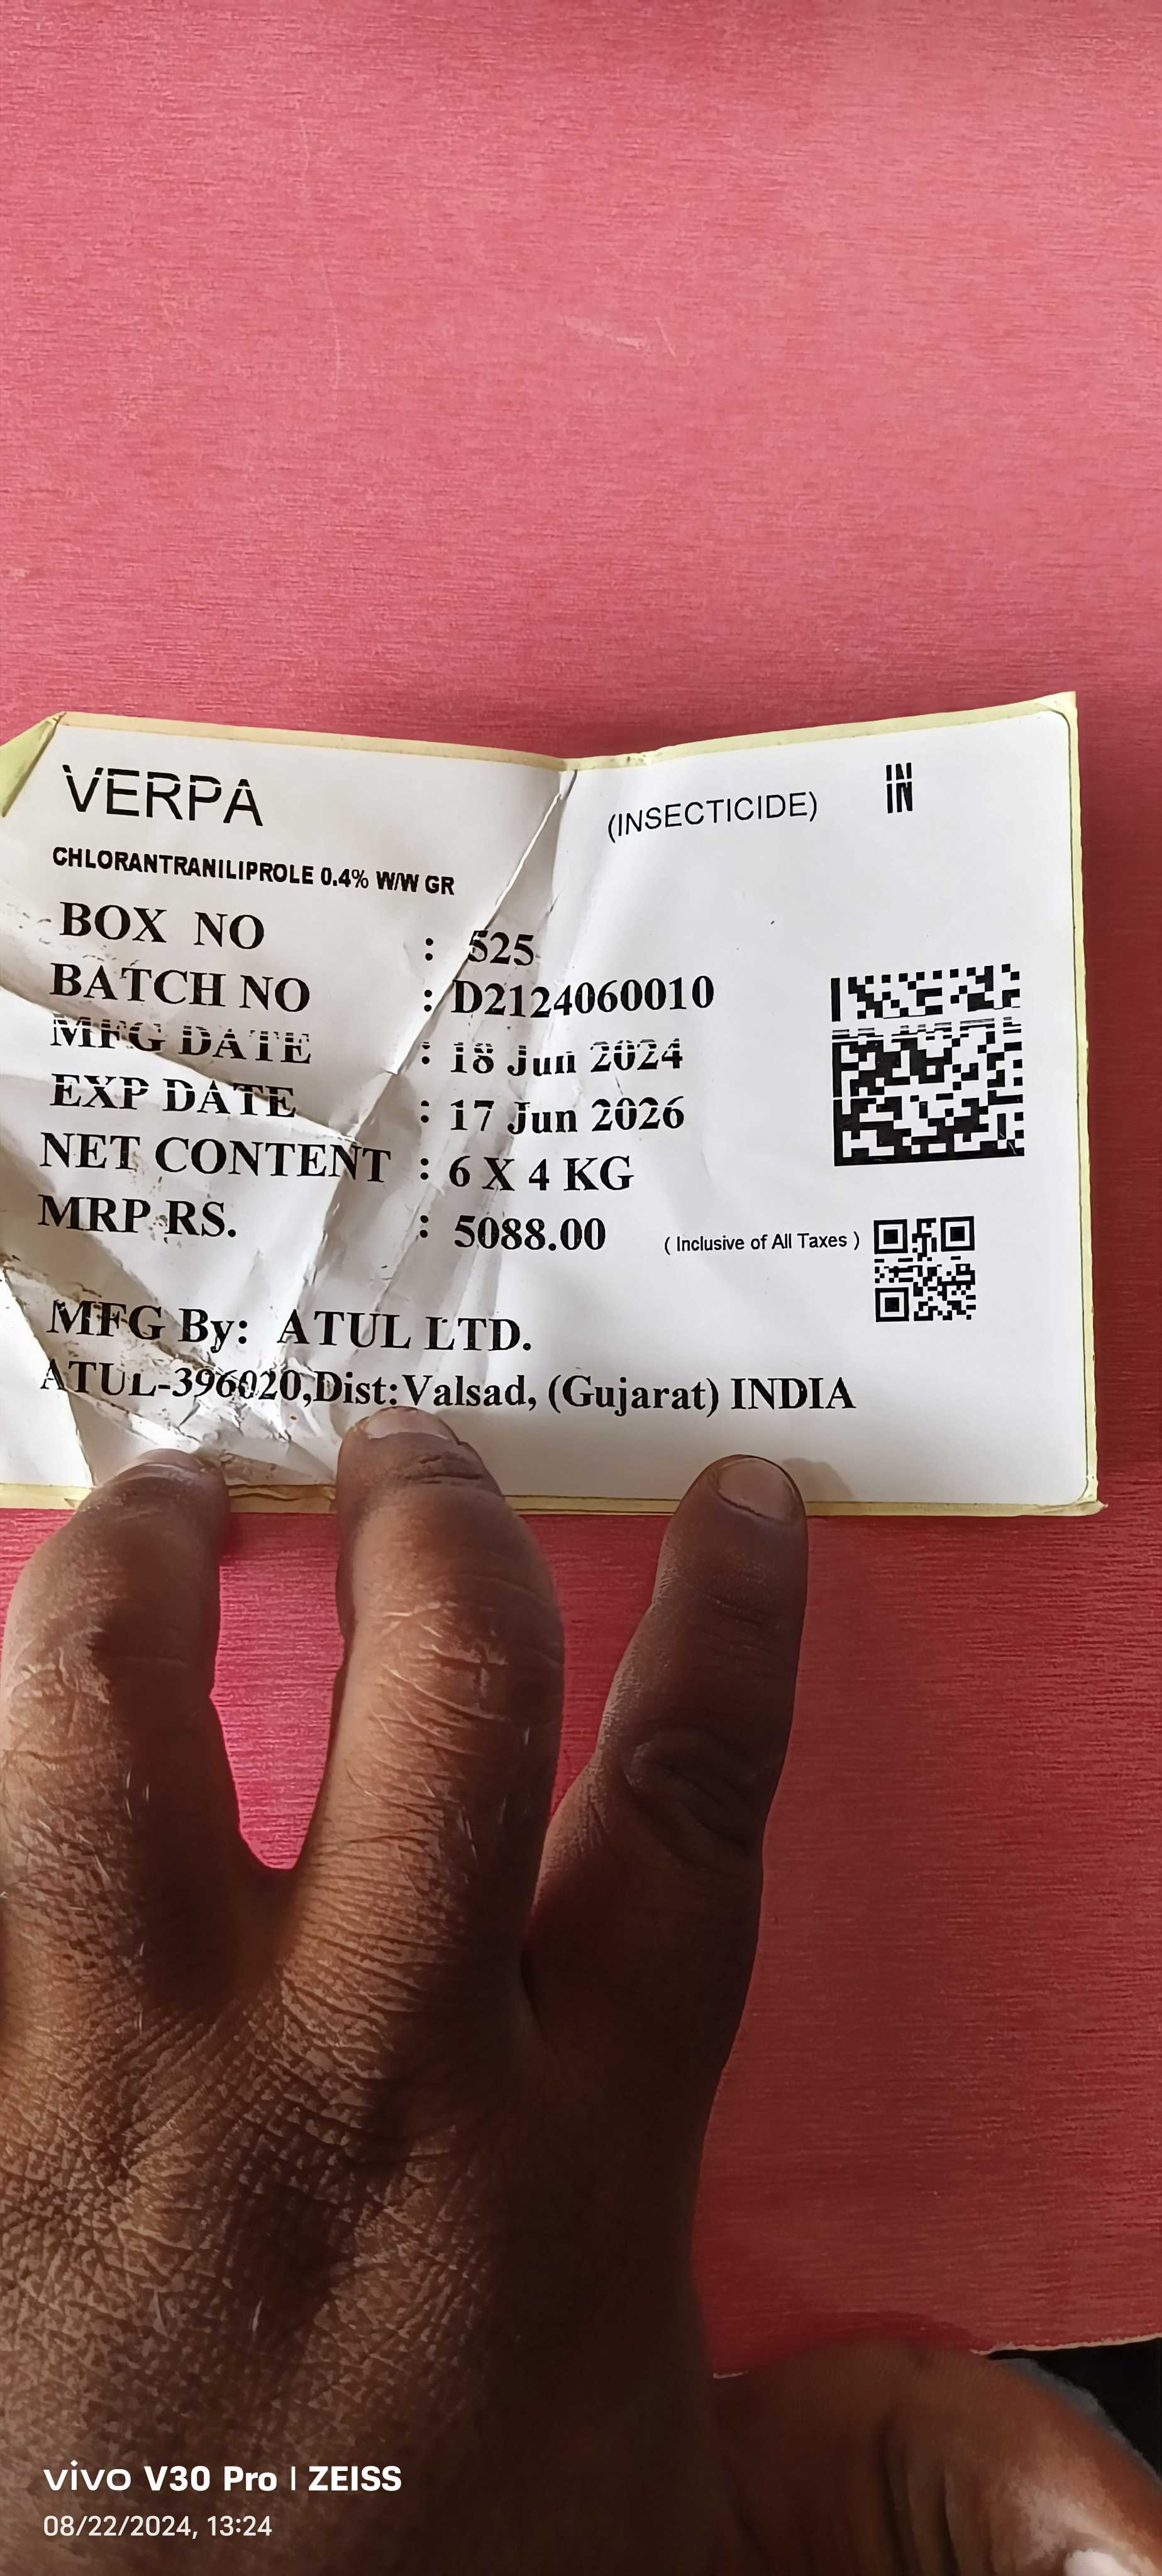 VERPA (INSECTICIDE) IN
CHLORANTRANILIPROLE 0.4% W/W GR
BOX NO : 525
BATCH NO : D2124060010
MFG DATE : 18 Jun 2024
EXP DATE : 17 Jun 2026
NET CONTENT : 6 X 4 KG
MRP RS. : 5088.00 ( Inclusive of All Taxes )
MFG By: ATUL LTD.
ATUL-396020,Dist:Valsad, (Gujarat) INDIA
vivo V30 Pro | ZEISS
08/22/2024, 13:24